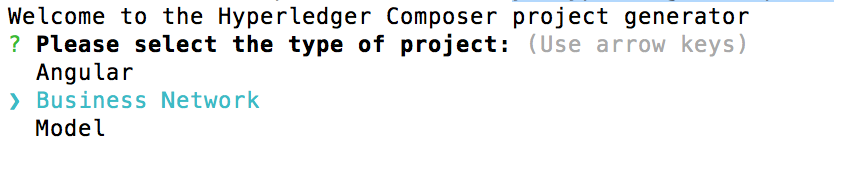 Welcome to the Hyperledger Composer project generator
? Please select the type of project: (Use arrow keys)
Angular
❯ Business Network
Model